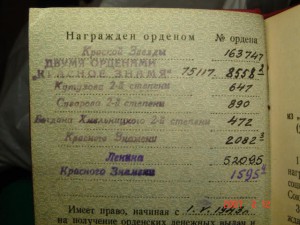 Награжден орденом № ордена
Красной Звезды 163747
ДВУМЯ ОРДЕНАМИ
„КРАСНОЕ ЗНАМЯ" 75117 8558
Кутузова 2-й степени 647
Суворова 2-й степени 890
Богдана Хмельницкого 2-й степени 472
Красного Знамени 2082
Ленина 52095
Красного Знамени 1595
Имеет право, начиная с 1.
на получение орденских денежных выдач и